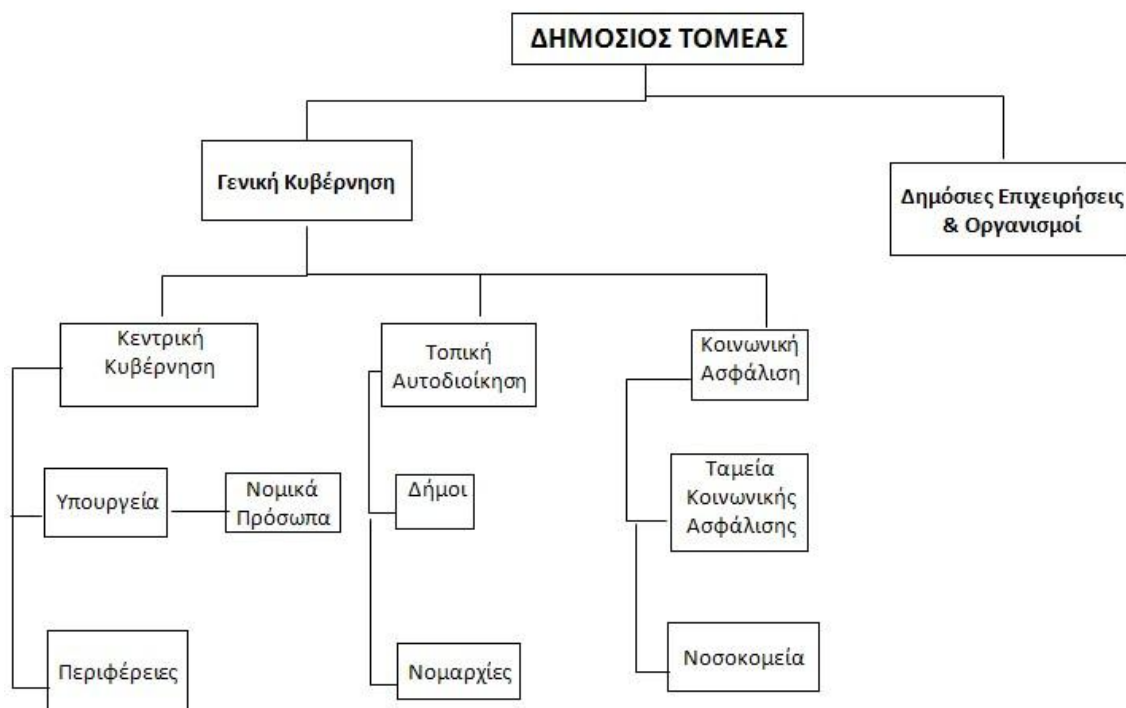 ΔΗΜΟΣΙΟΣ ΤΟΜΕΑΣ
Γενική Κυβέρνηση
Δημόσιες Επιχειρήσεις
& Οργανισμοί
Κεντρική
Κυβέρνηση
Τοπική
Αυτοδιοίκηση
Κοινωνική
Ασφάλιση
Υπουργεία
Νομικά
Πρόσωπα
Δήμοι
Ταμεία
Κοινωνικής
Ασφάλισης
Περιφέρειες
Νομαρχίες
Νοσοκομεία